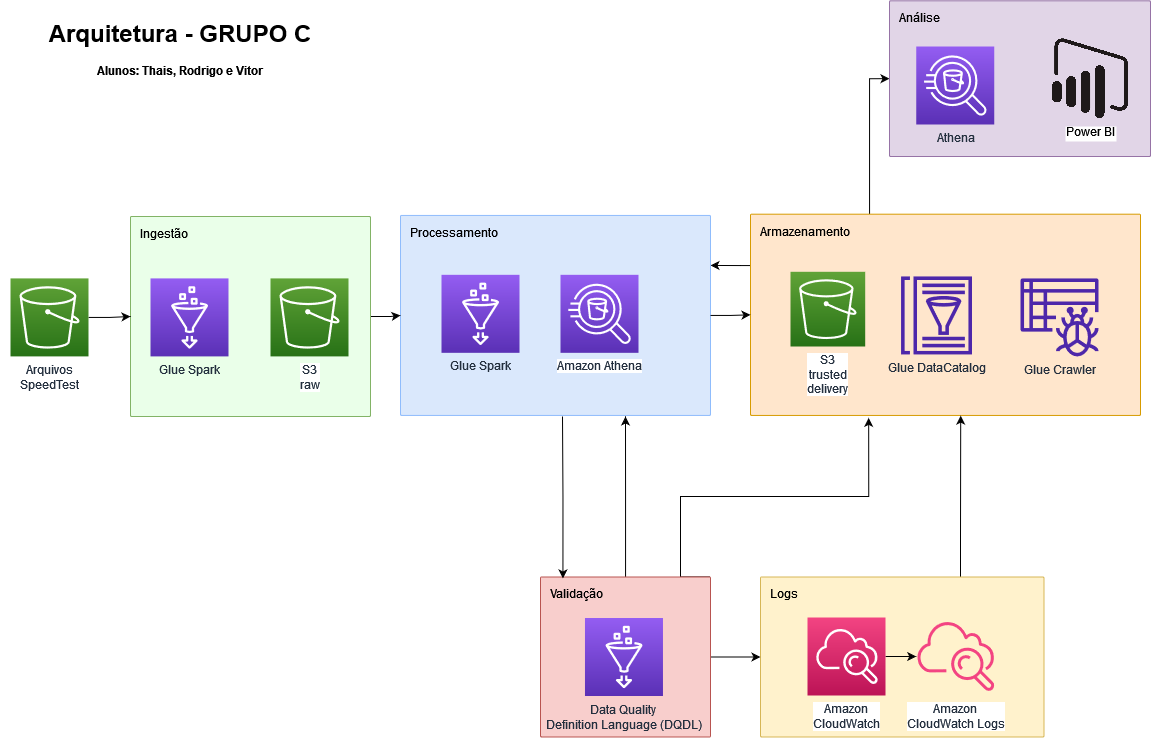 Arquitetura - GRUPO C
Alunos: Thais, Rodrigo e Vitor
Análise
Athena
Power BI
Ingestão
Processamento
Armazenamento
Arquivos
SpeedTest
Glue Spark
S3
raw
Glue Spark
Amazon Athena
S3
trusted
delivery
Glue DataCatalog
Glue Crawler
Validação
Data Quality
Definition Language (DQDL)
Logs
Amazon
CloudWatch
Amazon
CloudWatch Logs